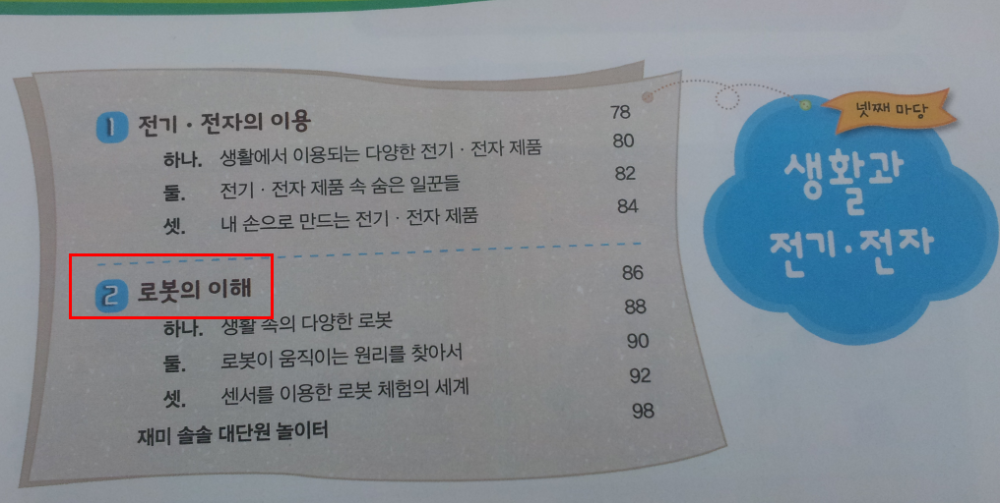 넷째 마당
생활과
전기·전자
1 전기·전자의 이용 78
하나. 생활에서 이용되는 다양한 전기·전자 제품 80
둘. 전기·전자 제품 속 숨은 일꾼들 82
셋. 내 손으로 만드는 전기·전자 제품 84
2 로봇의 이해 86
하나. 생활 속의 다양한 로봇 88
둘. 로봇이 움직이는 원리를 찾아서 90
셋. 센서를 이용한 로봇 체험의 세계 92
재미 솔솔 대단원 놀이터 98